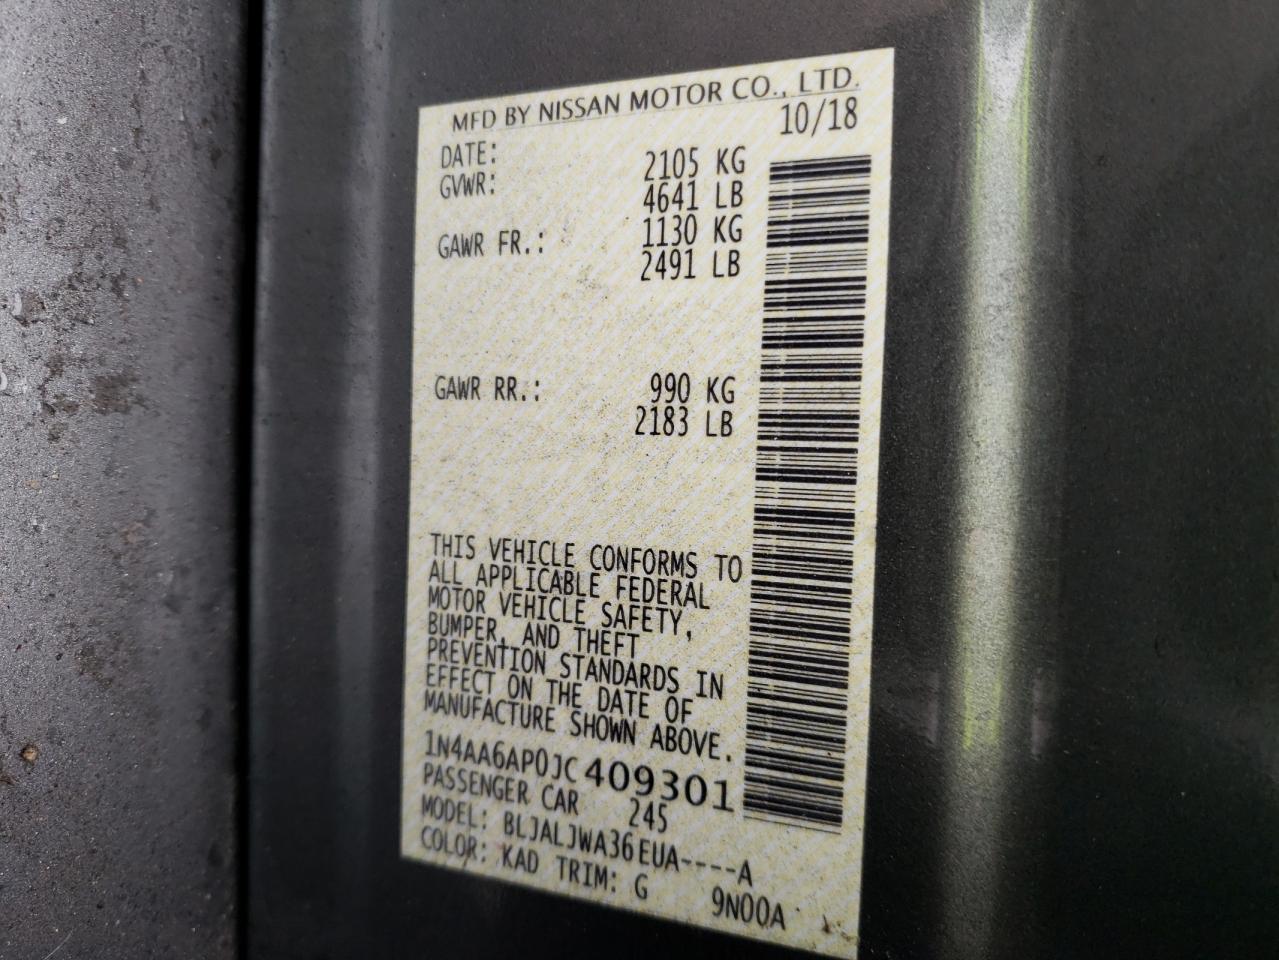 MFD BY NISSAN MOTOR CO., LTD.
DATE: 10/18
GVWR: 2105 KG
4641 LB
GAWR FR.: 1130 KG
2491 LB
GAWR RR.: 990 KG
2183 LB
THIS VEHICLE CONFORMS TO
ALL APPLICABLE FEDERAL
MOTOR VEHICLE SAFETY,
BUMPER, AND THEFT
PREVENTION STANDARDS IN
EFFECT ON THE DATE OF
MANUFACTURE SHOWN ABOVE.
1N4AA6AP0JC409301
PASSENGER CAR 245
MODEL: BLJALJWA36EUA----A
COLOR: KAD TRIM: G 9N00A